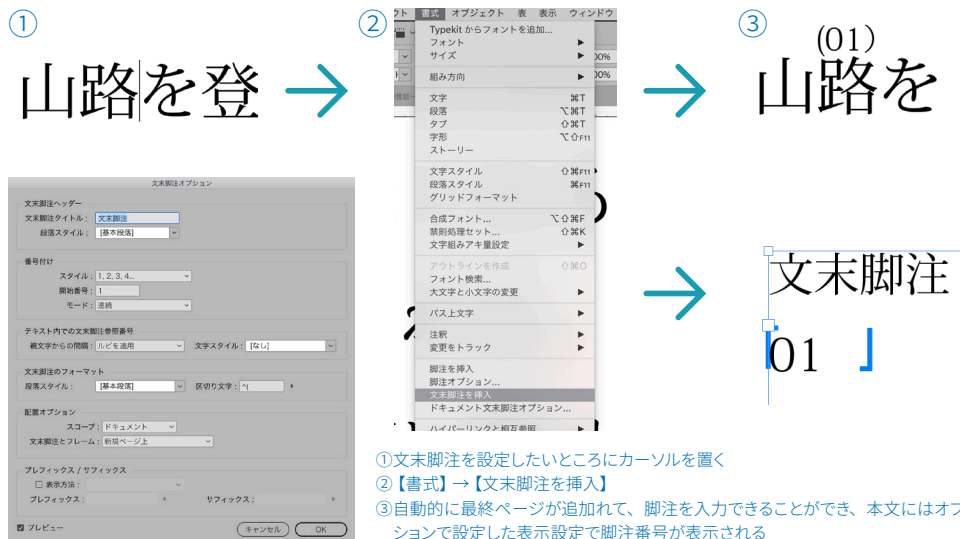 ①
山路を登
②
クト 書式 オブジェクト 表 表示 ウィンドウ
Typekit からフォントを追加...
フォント
サイズ
組み方向
文字 ⌘T
段落 ⌥⌘T
タブ ⇧⌘T
字形 ⌥⇧F11
ストーリー
文字スタイル ⇧⌘F11
段落スタイル ⌘F11
グリッドフォーマット
合成フォント... ⌥⇧⌘F
禁則処理セット... ⇧⌘K
文字組みアキ量設定
アウトラインを作成 ⇧⌘O
フォント検索...
大文字と小文字の変更
パス上文字
注釈
変更をトラック
脚注を挿入
脚注オプション...
文末脚注を挿入
ドキュメント文末脚注オプション...
ハイパーリンクと相互参照
00%
00%
③
(01)
山路を
文末脚注
01
文末脚注オプション
文末脚注ヘッダー
文末脚注タイトル： 文末脚注
段落スタイル： [基本段落]
番号付け
スタイル： 1, 2, 3, 4...
開始番号： 1
モード： 連続
テキスト内での文末脚注参照番号
親文字からの間隔： ルビを適用 文字スタイル： [なし]
文末脚注のフォーマット
段落スタイル： [基本段落] 区切り文字： ^(
配置オプション
スコープ： ドキュメント
文末脚注とフレーム： 新規ページ上
プレフィックス / サフィックス
表示方法：
プレフィックス： サフィックス：
プレビュー キャンセル OK
①文末脚注を設定したいところにカーソルを置く
②【書式】→【文末脚注を挿入】
③自動的に最終ページが追加れて、脚注を入力できることができ、本文にはオプ
ションで設定した表示設定で脚注番号が表示される